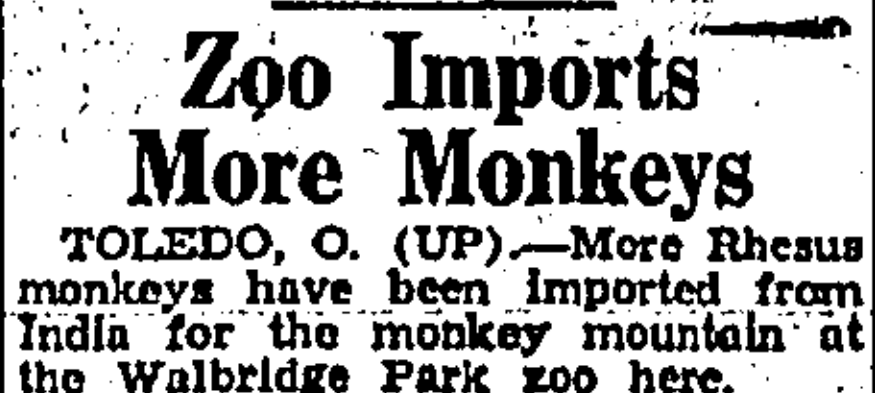 Zoo Imports
More Monkeys
TOLEDO, O. (UP).—More Rhesus
monkeys have been imported from
India for the monkey mountain at
the Walbridge Park zoo here.